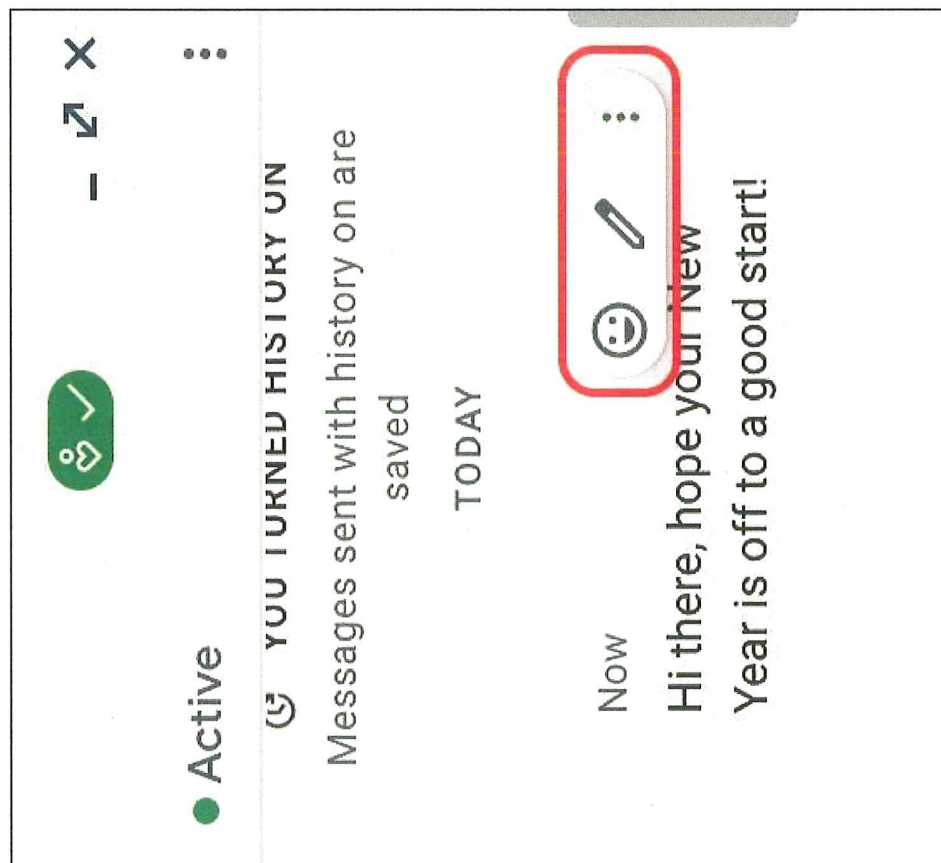 Active
YOU TURNED HISTORY ON
Messages sent with history on are
saved
TODAY
Now
Hi there, hope your New
Year is off to a good start!